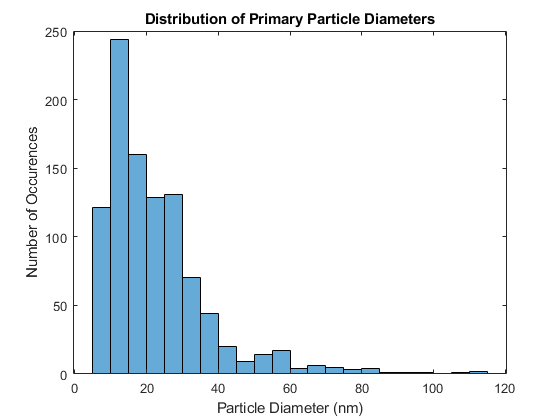 Distribution of Primary Particle Diameters
Number of Occurences
250
200
150
100
50
0
0 20 40 60 80 100 120
Particle Diameter (nm)